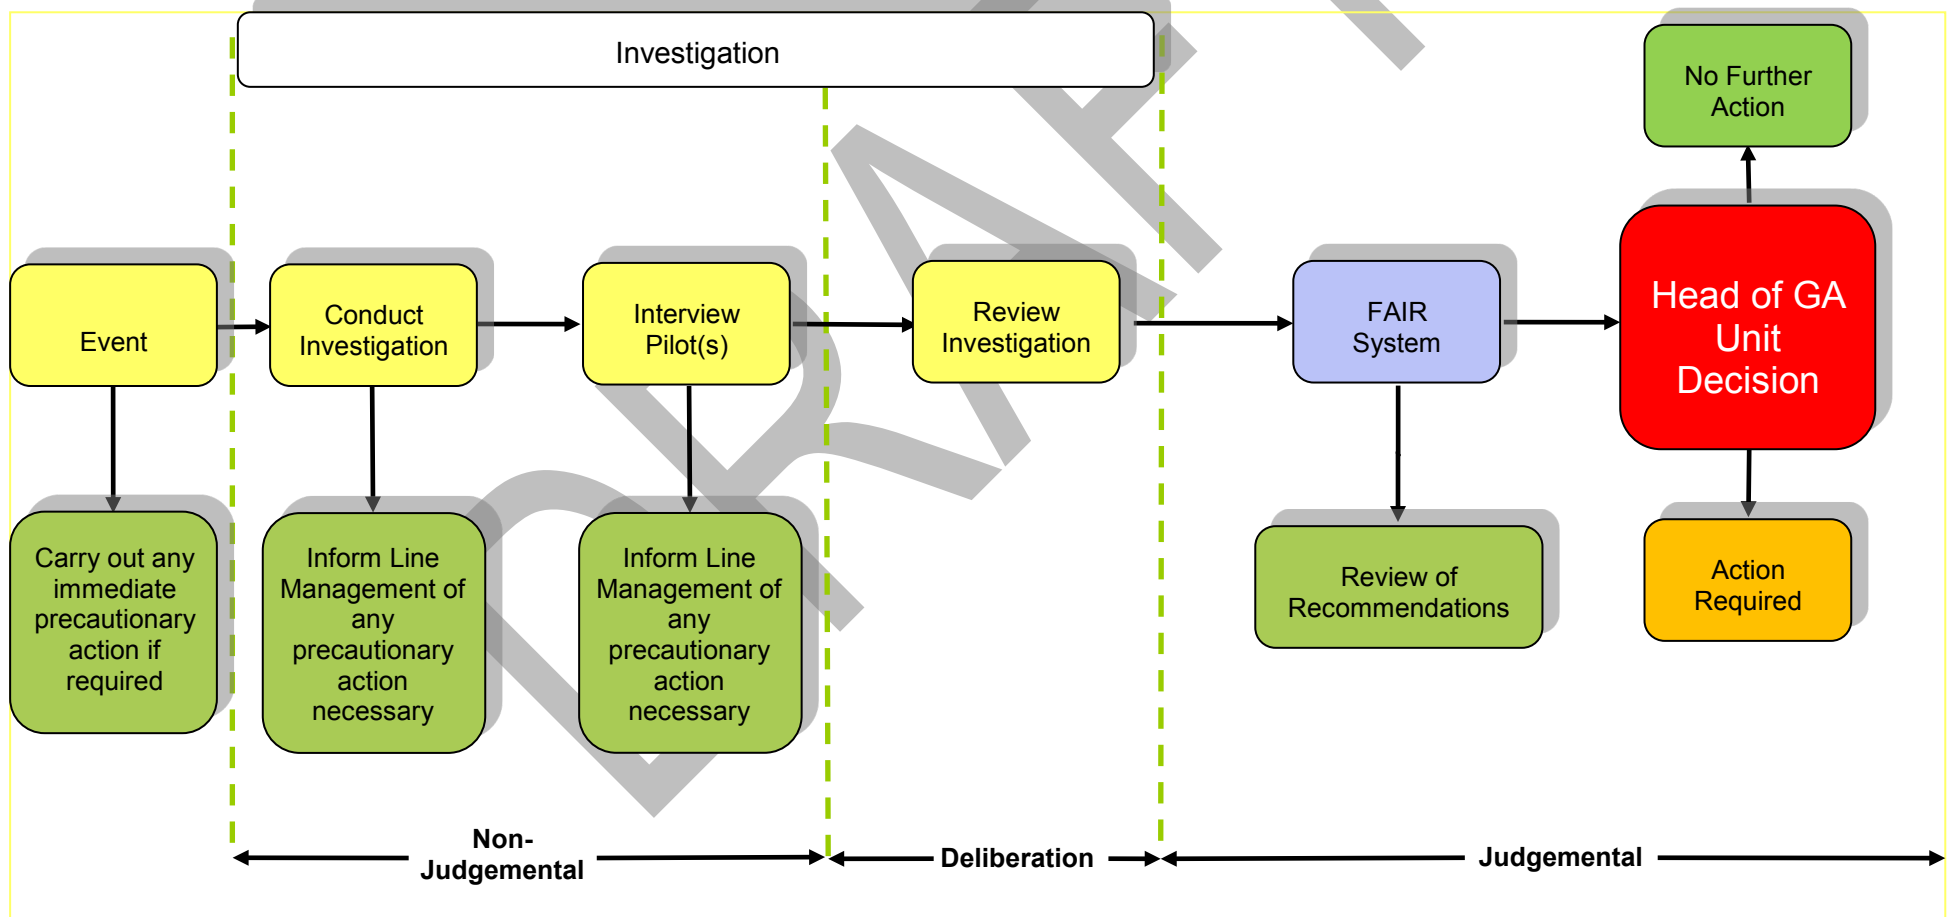 Investigation
No Further
Action
Event
Conduct
Investigation
Interview
Pilot(s)
Review
Investigation
FAIR
System
Head of GA
Unit
Decision
Carry out any
immediate
precautionary
action if
required
Inform Line
Management of
any
precautionary
action
necessary
Inform Line
Management of
any
precautionary
action
necessary
Review of
Recommendations
Action
Required
Non-
Judgemental
Deliberation
Judgemental
DRAFT